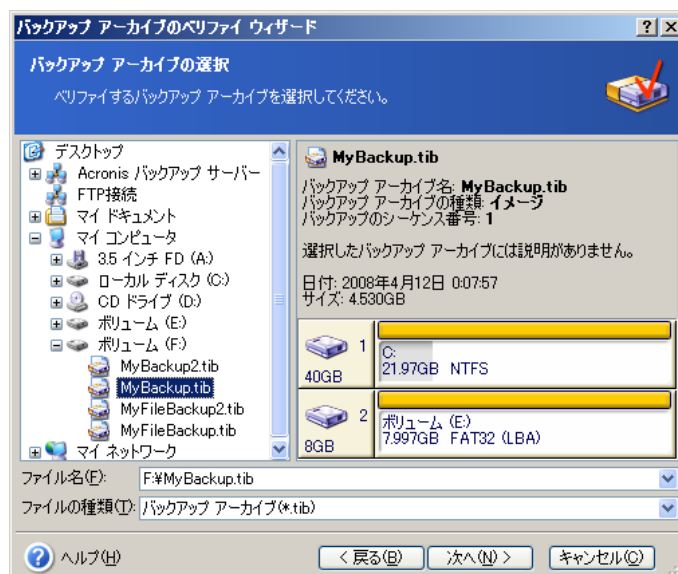 バックアップ アーカイブのベリファイ ウィザード
バックアップ アーカイブの選択
ベリファイするバックアップ アーカイブを選択してください。
デスクトップ
Acronis バックアップ サーバー
FTP接続
マイ ドキュメント
マイ コンピュータ
3.5 インチ FD (A:)
ローカル ディスク (C:)
CD ドライブ (D:)
ボリューム (E:)
ボリューム (F:)
MyBackup2.tib
MyBackup.tib
MyFileBackup2.tib
MyFileBackup.tib
マイ ネットワーク
MyBackup.tib
バックアップ アーカイブ名: MyBackup.tib
バックアップ アーカイブの種類: イメージ
バックアップのシーケンス番号: 1
選択したバックアップ アーカイブには説明がありません。
日付: 2008年4月12日 0:07:57
サイズ: 4.530GB
1
40GB
C:
21.97GB NTFS
2
8GB
ボリューム (E:)
7.997GB FAT32 (LBA)
ファイル名(F): F:¥MyBackup.tib
ファイルの種類(T): バックアップ アーカイブ(*.tib)
ヘルプ(H)
< 戻る(B)
次へ(N) >
キャンセル(C)